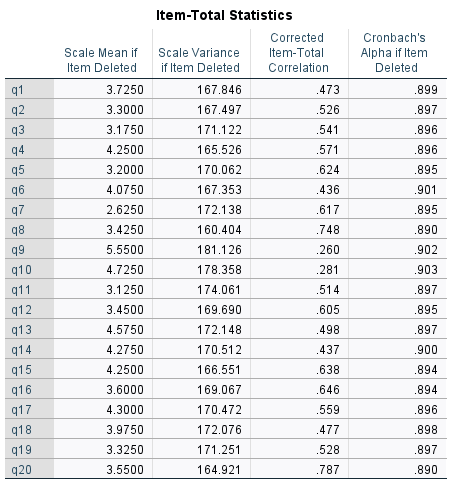 Item-Total Statistics
Scale Mean if Item Deleted Scale Variance if Item Deleted Corrected Item-Total Correlation Cronbach's Alpha if Item Deleted
q1 3.7250 167.846 .473 .899
q2 3.3000 167.497 .526 .897
q3 3.1750 171.122 .541 .896
q4 4.2500 165.526 .571 .896
q5 3.2000 170.062 .624 .895
q6 4.0750 167.353 .436 .901
q7 2.6250 172.138 .617 .895
q8 3.4250 160.404 .748 .890
q9 5.5500 181.126 .260 .902
q10 4.7250 178.358 .281 .903
q11 3.1250 174.061 .514 .897
q12 3.4500 169.690 .605 .895
q13 4.5750 172.148 .498 .897
q14 4.2750 170.512 .437 .900
q15 4.2500 166.551 .638 .894
q16 3.6000 169.067 .646 .894
q17 4.3000 170.472 .559 .896
q18 3.9750 172.076 .477 .898
q19 3.3250 171.251 .528 .897
q20 3.5500 164.921 .787 .890